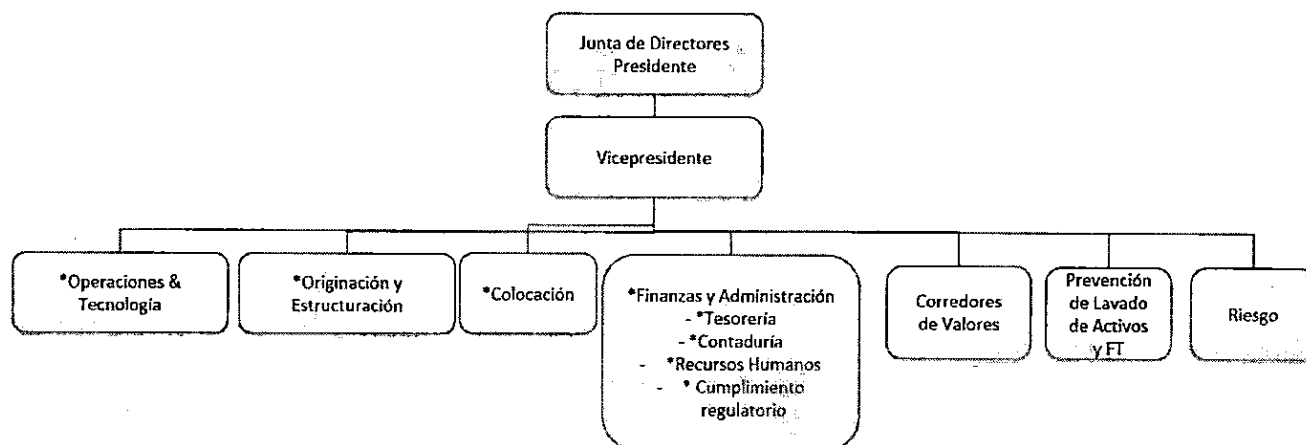 Junta de Directores
Presidente
Vicepresidente
*Operaciones &
Tecnología
*Originación y
Estructuración
*Colocación
*Finanzas y Administración
- *Tesorería
- *Contaduría
- *Recursos Humanos
- * Cumplimiento
regulatorio
Corredores
de Valores
Prevención
de Lavado
de Activos
y FT
Riesgo